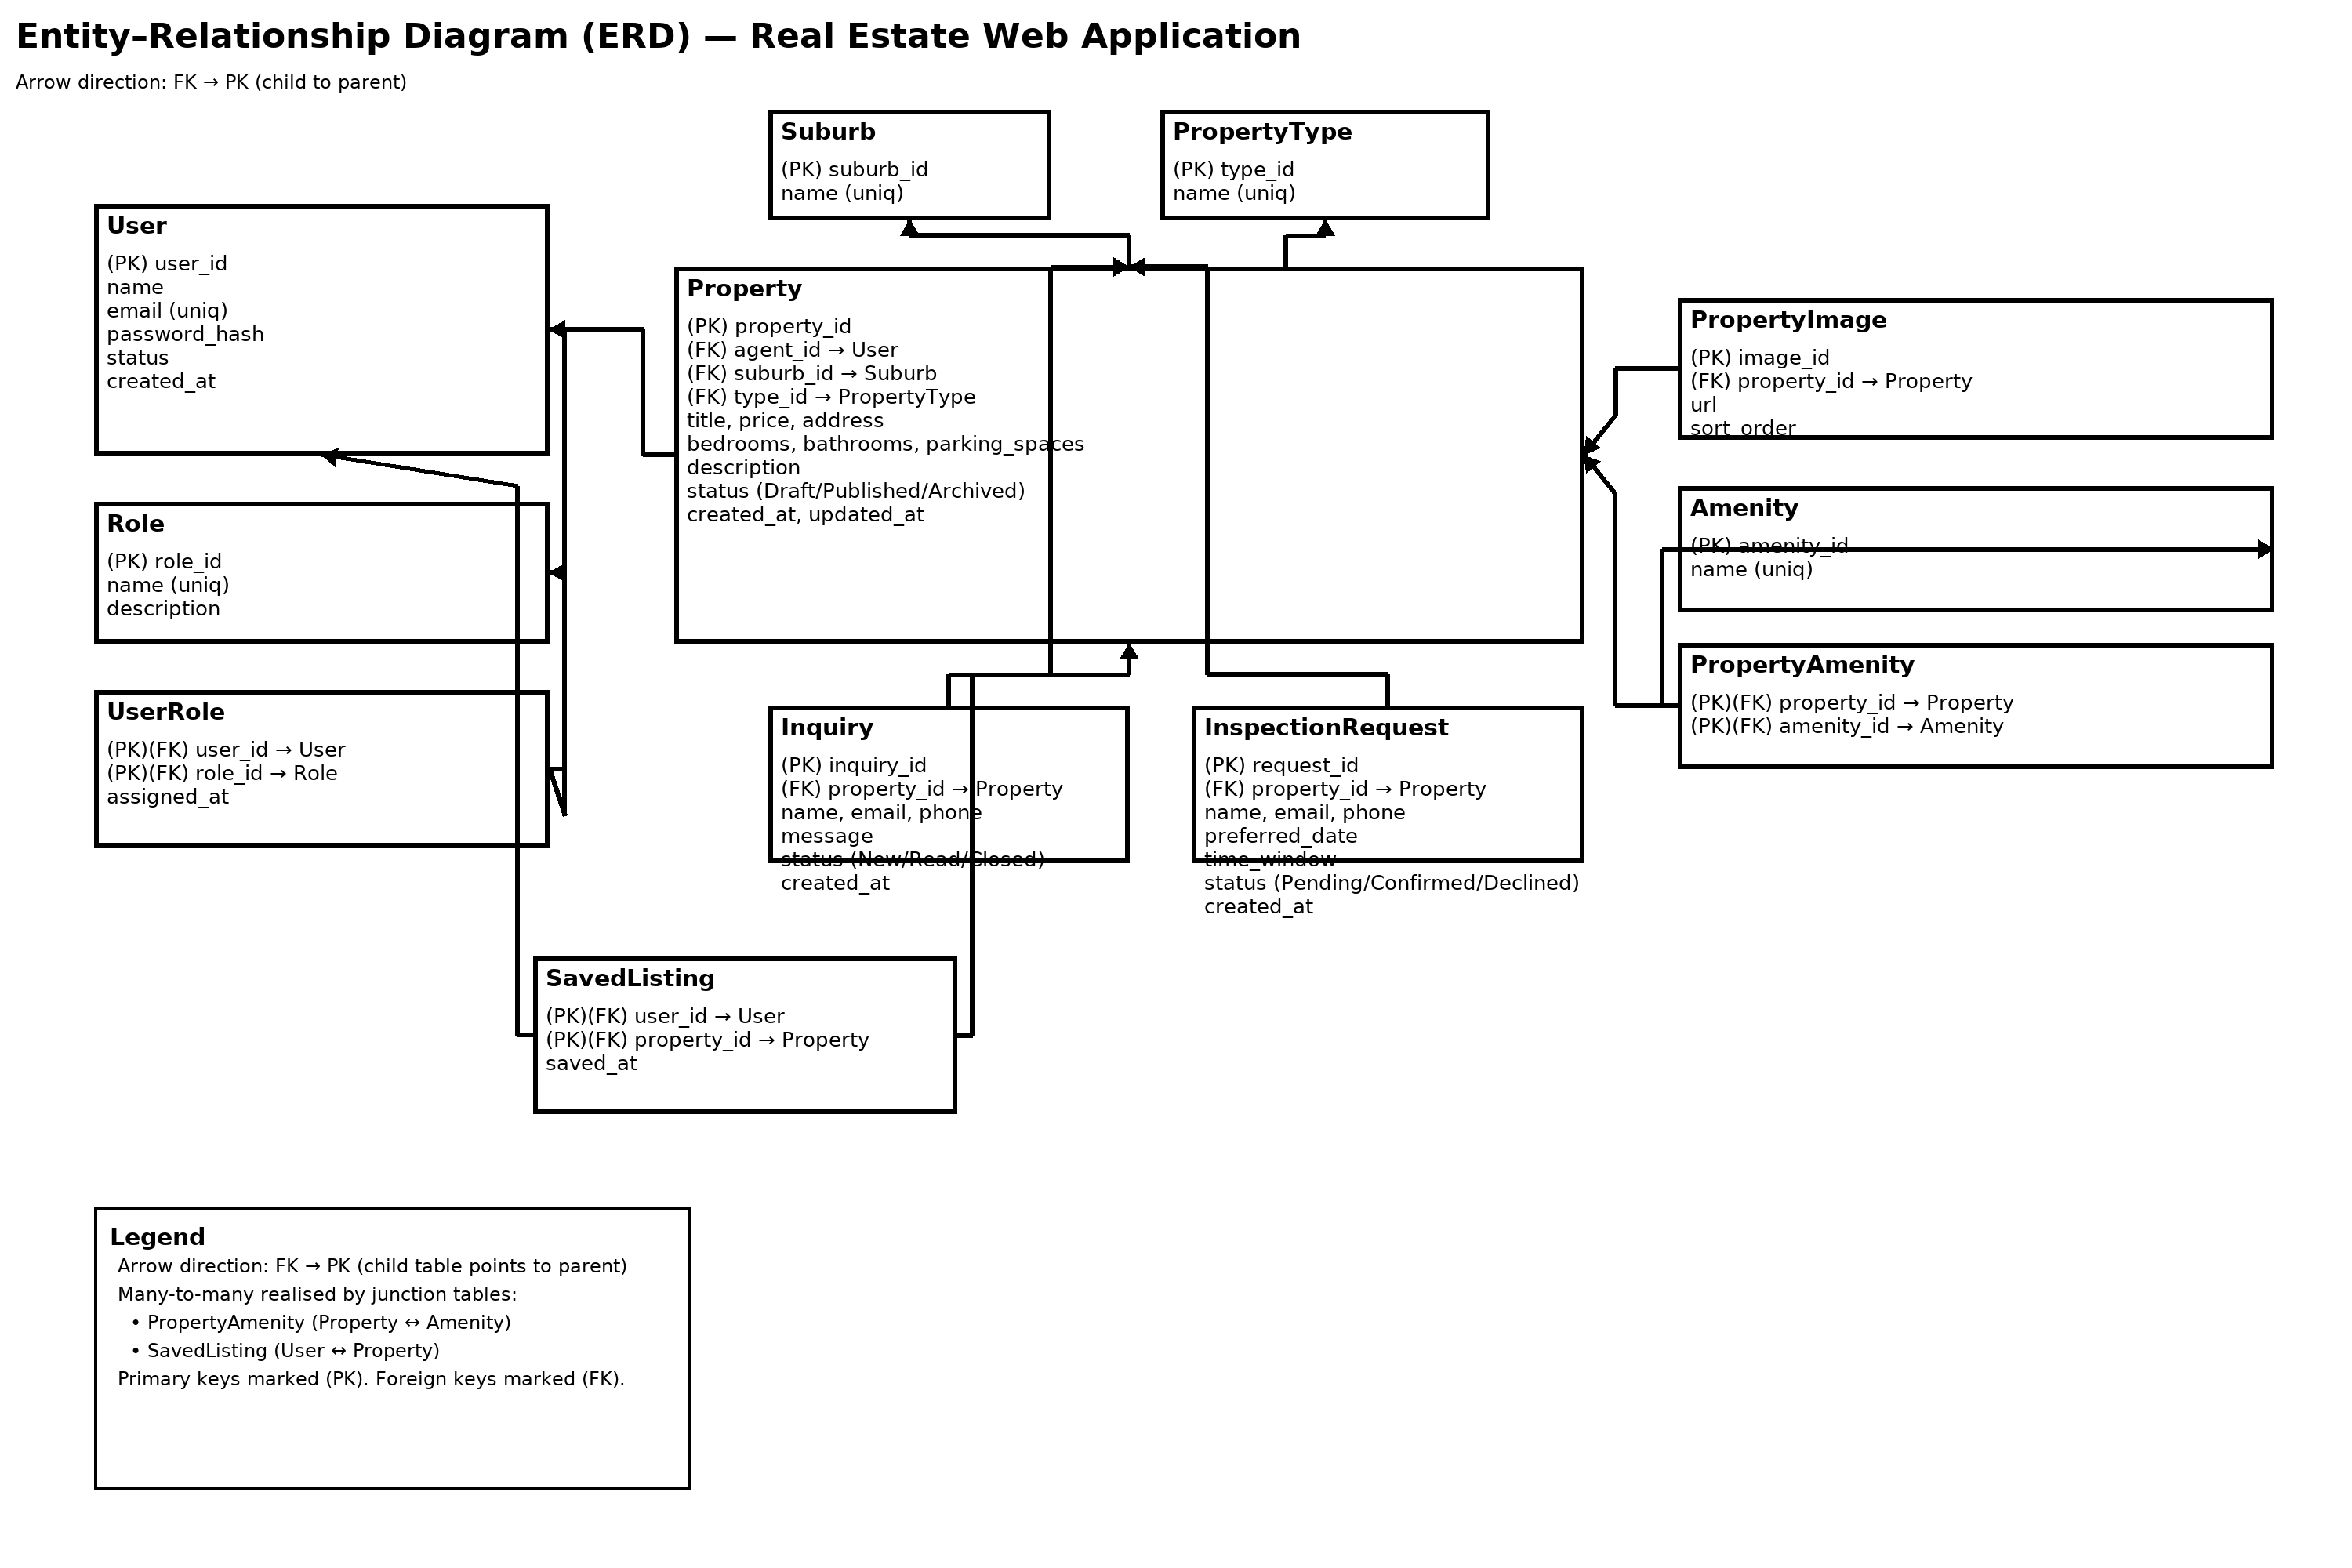 Entity–Relationship Diagram (ERD) — Real Estate Web Application
Arrow direction: FK → PK (child to parent)
Suburb
(PK) suburb_id
name (uniq)
PropertyType
(PK) type_id
name (uniq)
User
(PK) user_id
name
email (uniq)
password_hash
status
created_at
Property
(PK) property_id
(FK) agent_id → User
(FK) suburb_id → Suburb
(FK) type_id → PropertyType
title, price, address
bedrooms, bathrooms, parking_spaces
description
status (Draft/Published/Archived)
created_at, updated_at
PropertyImage
(PK) image_id
(FK) property_id → Property
url
sort_order
Role
(PK) role_id
name (uniq)
description
Amenity
(PK) amenity_id
name (uniq)
UserRole
(PK)(FK) user_id → User
(PK)(FK) role_id → Role
assigned_at
PropertyAmenity
(PK)(FK) property_id → Property
(PK)(FK) amenity_id → Amenity
Inquiry
(PK) inquiry_id
(FK) property_id → Property
name, email, phone
message
status (New/Read/Closed)
created_at
InspectionRequest
(PK) request_id
(FK) property_id → Property
name, email, phone
preferred_date
time_window
status (Pending/Confirmed/Declined)
created_at
SavedListing
(PK)(FK) user_id → User
(PK)(FK) property_id → Property
saved_at
Legend
Arrow direction: FK → PK (child table points to parent)
Many-to-many realised by junction tables:
• PropertyAmenity (Property ↔ Amenity)
• SavedListing (User ↔ Property)
Primary keys marked (PK). Foreign keys marked (FK).